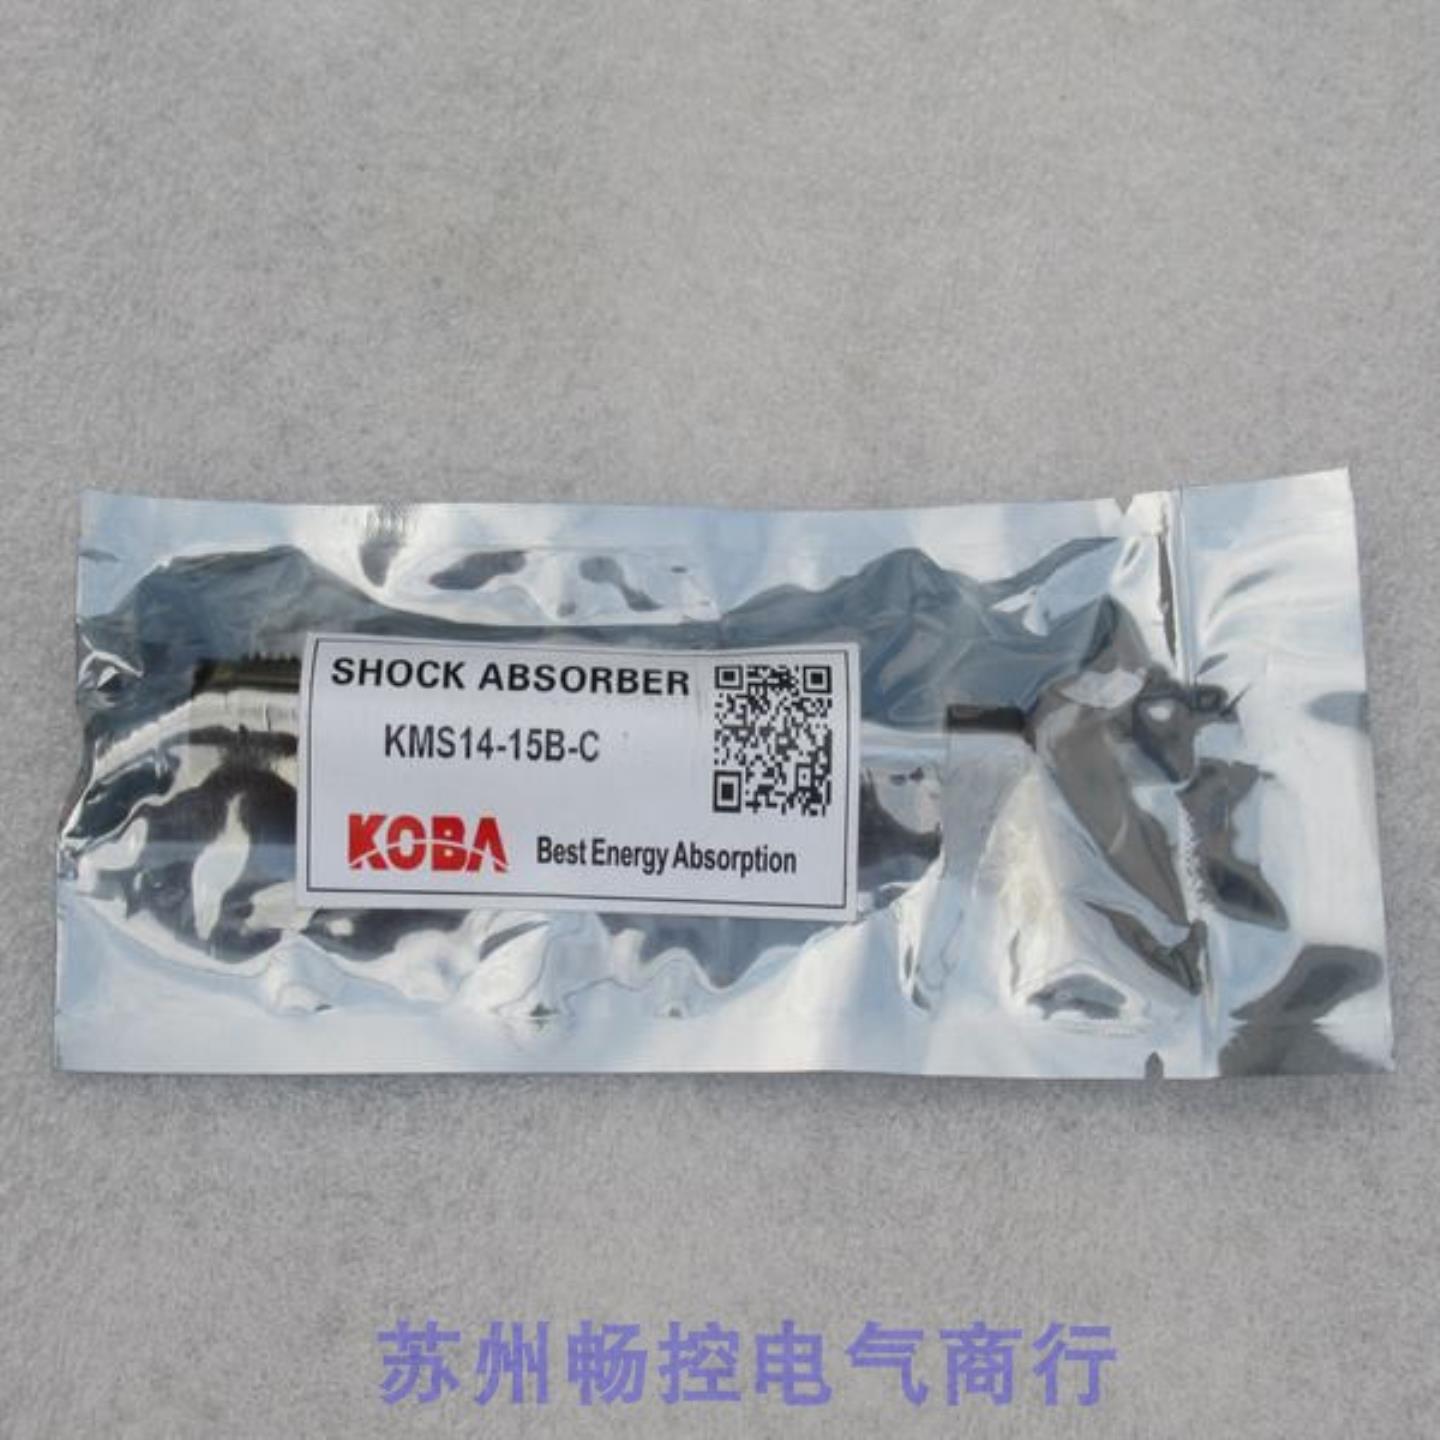 SHOCK ABSORBER
KMS14-15B-C
KOBA Best Energy Absorption
苏州畅控电气商行